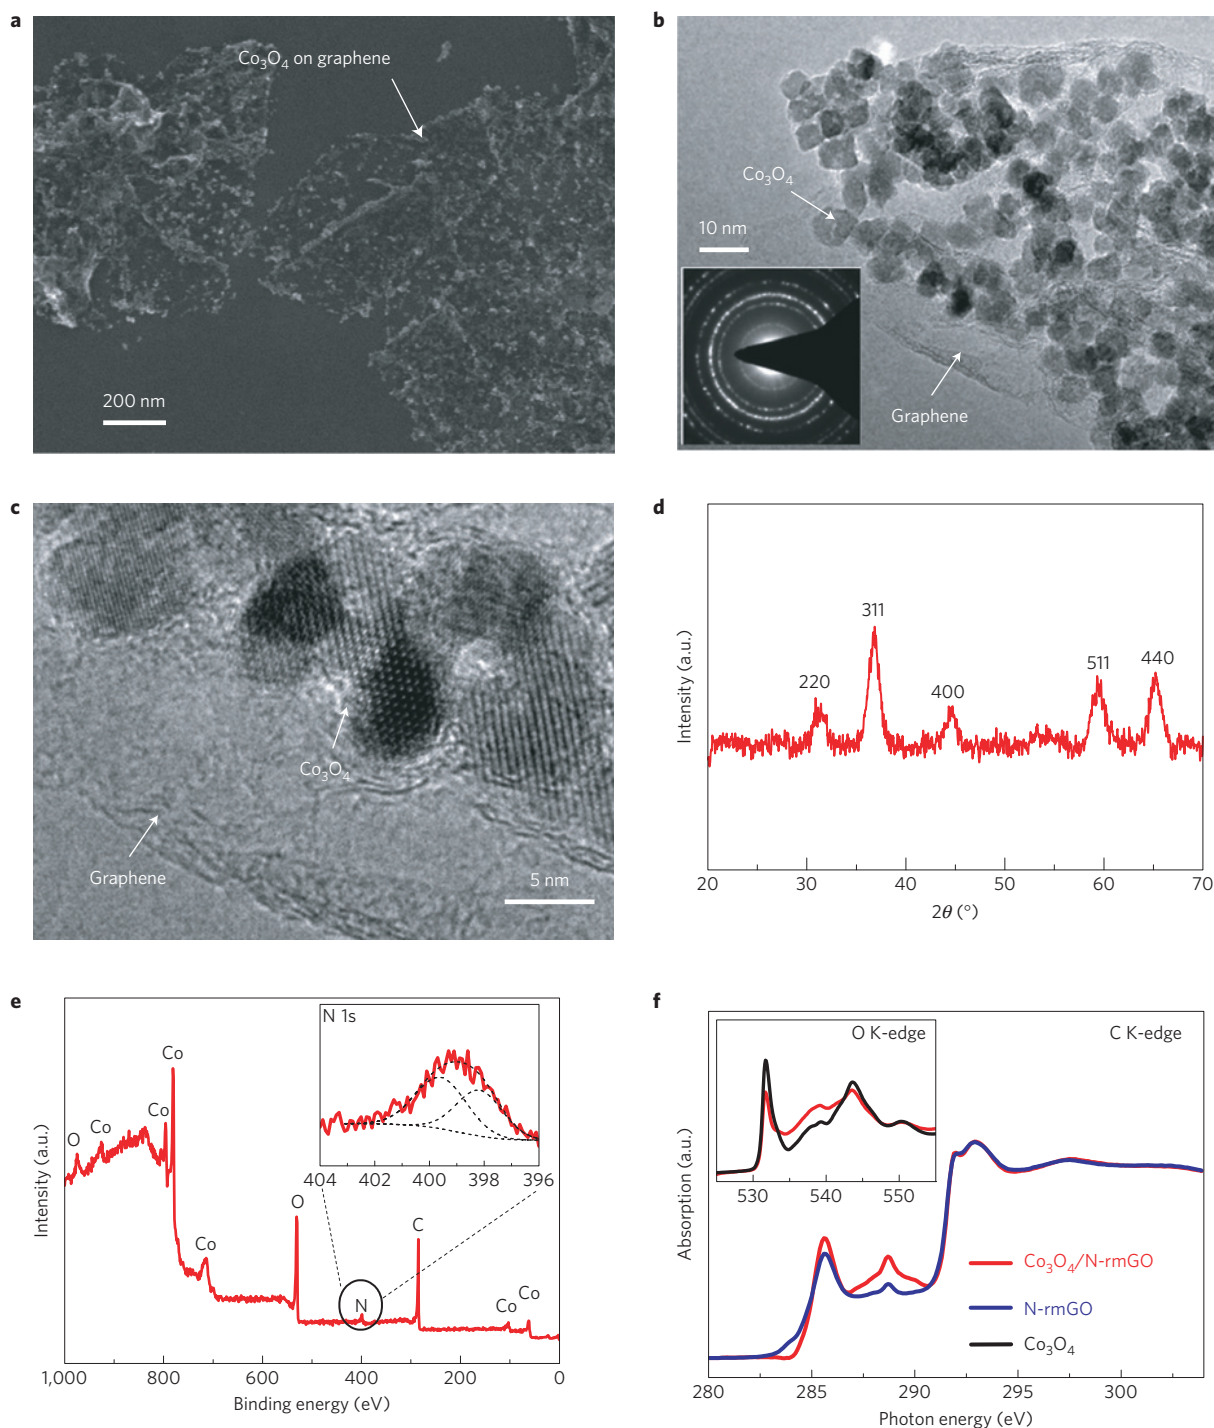 a
Co₃O₄ on graphene
200 nm
b
Co₃O₄
10 nm
Graphene
c
Co₃O₄
Graphene
5 nm
d
Intensity (a.u.)
220
311
400
511
440
20 30 40 50 60 70
2θ (°)
e
Intensity (a.u.)
O
Co
Co
Co
Co
O
N
C
Co
Co
N 1s
404 402 400 398 396
1,000 800 600 400 200 0
Binding energy (eV)
f
Absorption (a.u.)
O K-edge
530 540 550
C K-edge
Co₃O₄/N-rmGO
N-rmGO
Co₃O₄
280 285 290 295 300
Photon energy (eV)